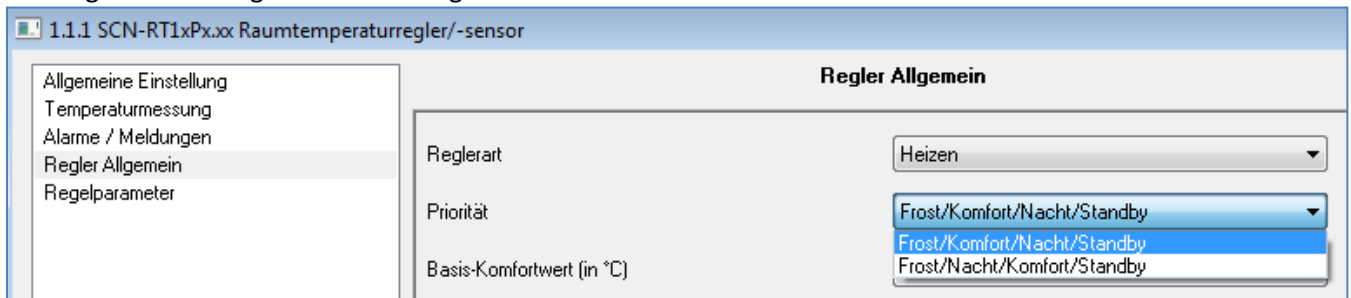 1.1.1 SCN-RT1xPx.xx Raumtemperaturregler/-sensor
Allgemeine Einstellung
Temperaturmessung
Alarme / Meldungen
Regler Allgemein
Regelparameter
Regler Allgemein
Reglerart
Heizen
Priorität
Frost/Komfort/Nacht/Standby
Frost/Komfort/Nacht/Standby
Frost/Nacht/Komfort/Standby
Basis-Komfortwert (in °C)